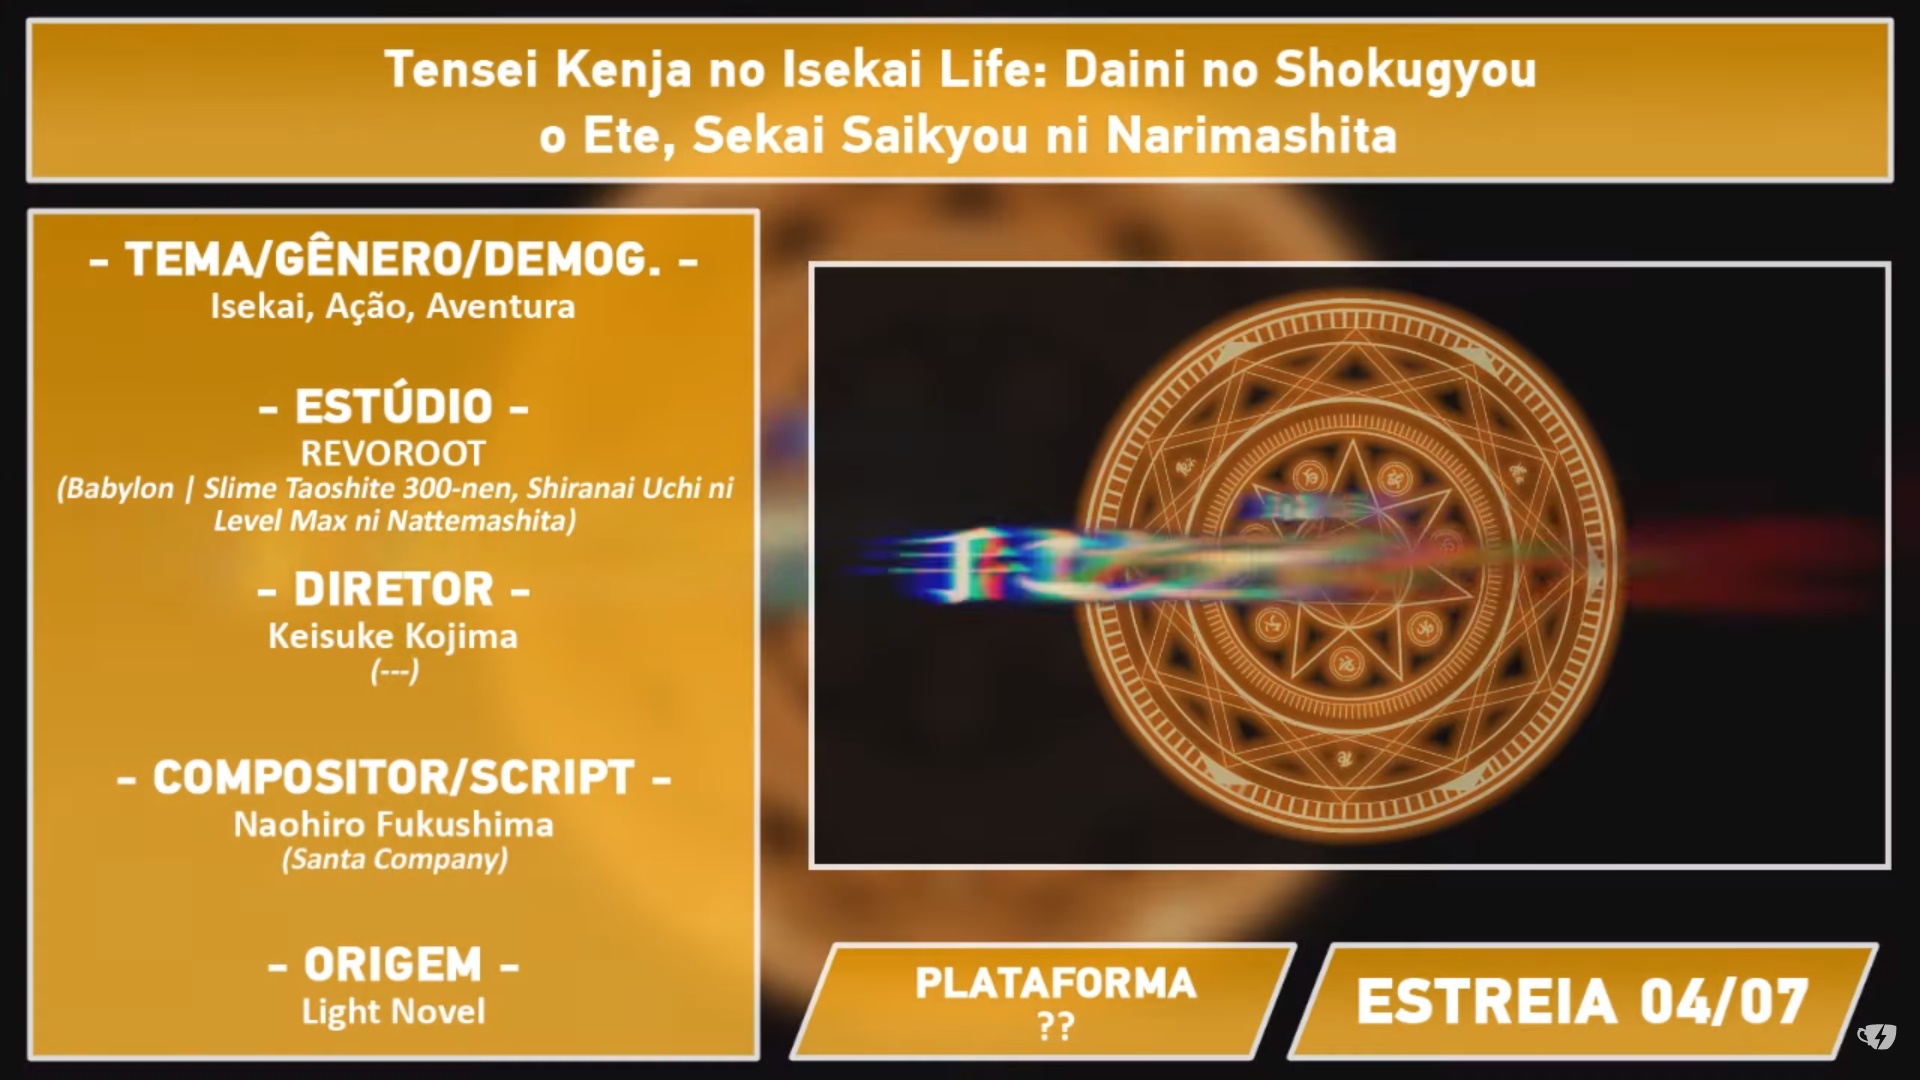 Tensei Kenja no Isekai Life: Daini no Shokugyou
o Ete, Sekai Saikyou ni Narimashita
- TEMA/GÊNERO/DEMOG. -
Isekai, Ação, Aventura
- ESTÚDIO -
REVOROOT
(Babylon | Slime Taoshite 300-nen, Shiranai Uchi ni
Level Max ni Nattemashita)
- DIRETOR -
Keisuke Kojima
(---)
- COMPOSITOR/SCRIPT -
Naohiro Fukushima
(Santa Company)
- ORIGEM -
Light Novel
PLATAFORMA
??
ESTREIA 04/07